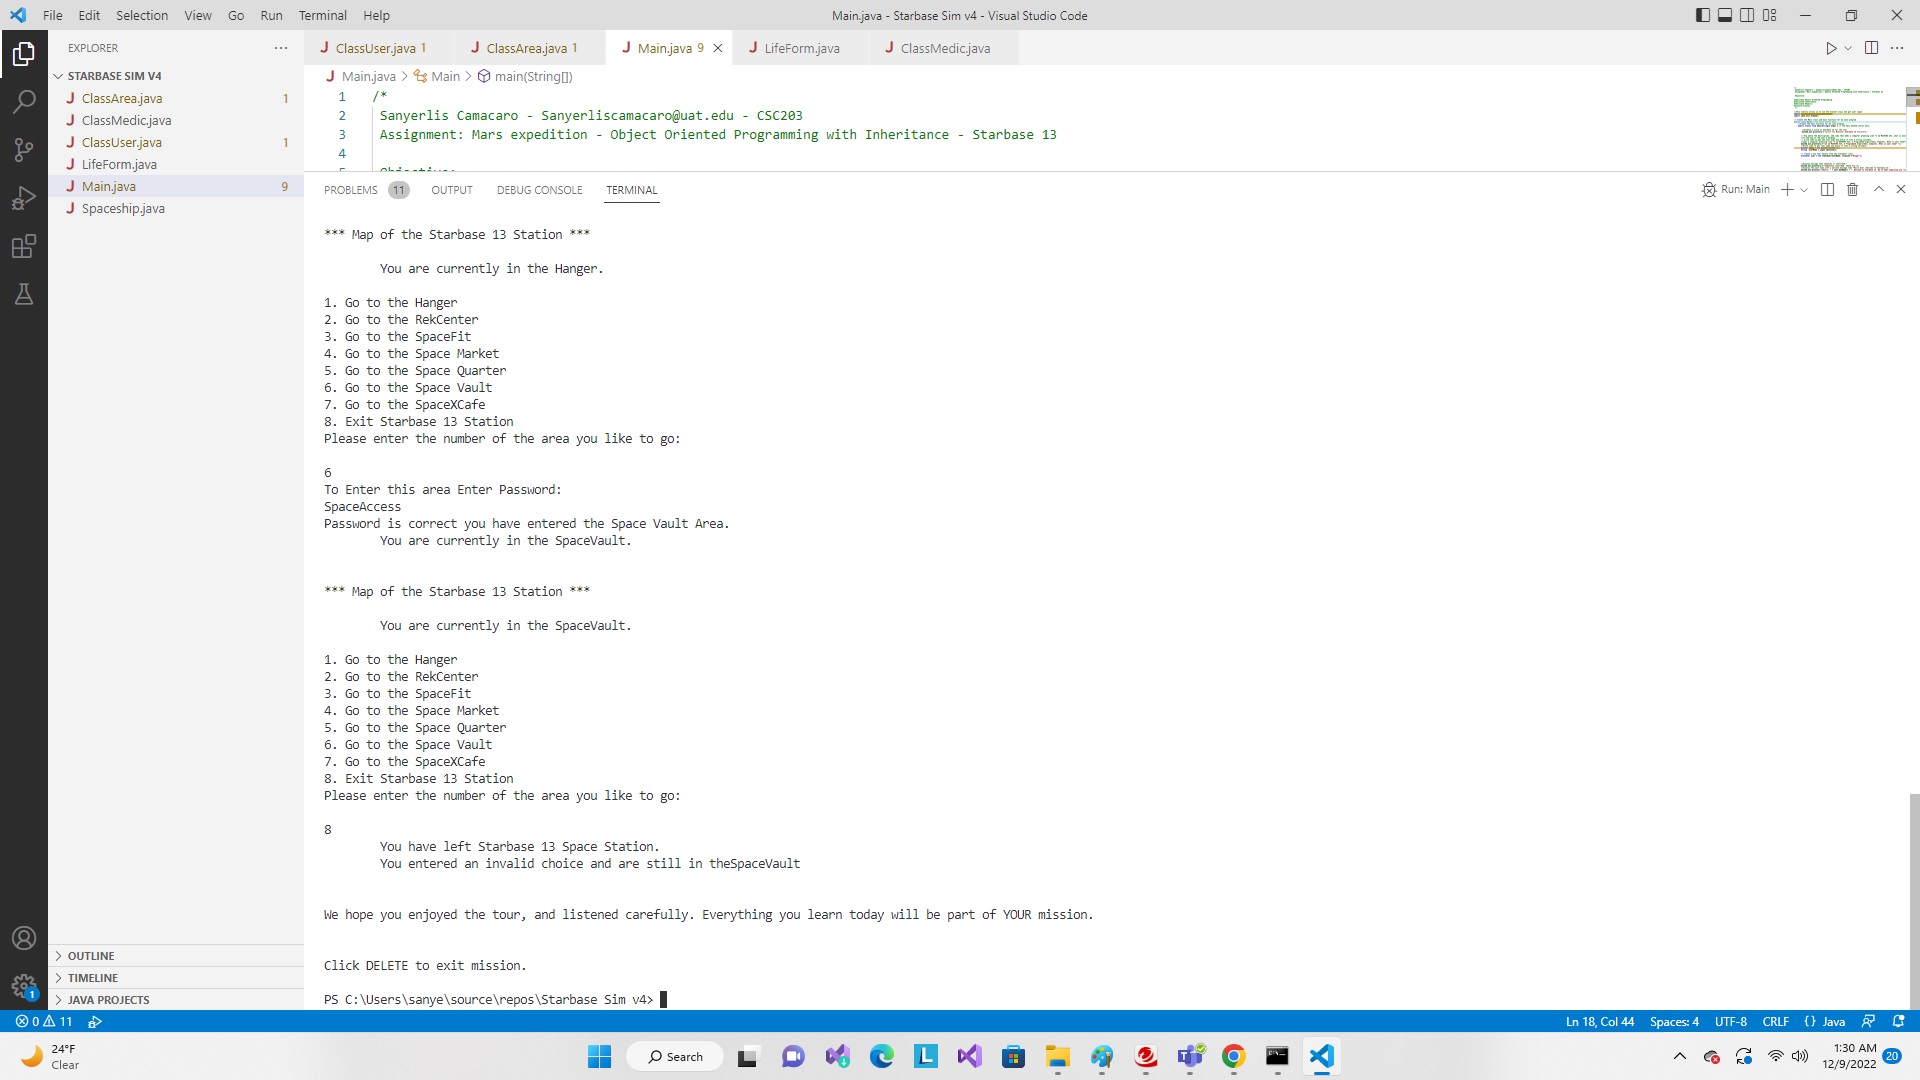 File Edit Selection View Go Run Terminal Help
Main.java - Starbase Sim v4 - Visual Studio Code
EXPLORER
ClassUser.java 1
ClassArea.java 1
Main.java 9
LifeForm.java
ClassMedic.java
STARBASE SIM V4
ClassArea.java 1
ClassMedic.java
ClassUser.java 1
LifeForm.java
Main.java 9
Spaceship.java
Main.java > Main > main(String[])
1 /*
2 Sanyerlis Camacaro - Sanyerliscamacaro@uat.edu - CSC203
3 Assignment: Mars expedition - Object Oriented Programming with Inheritance - Starbase 13
4
PROBLEMS 11 OUTPUT DEBUG CONSOLE TERMINAL
Run: Main
*** Map of the Starbase 13 Station ***
You are currently in the Hanger.
1. Go to the Hanger
2. Go to the RekCenter
3. Go to the SpaceFit
4. Go to the Space Market
5. Go to the Space Quarter
6. Go to the Space Vault
7. Go to the SpaceXCafe
8. Exit Starbase 13 Station
Please enter the number of the area you like to go:
6
To Enter this area Enter Password:
SpaceAccess
Password is correct you have entered the Space Vault Area.
You are currently in the SpaceVault.
*** Map of the Starbase 13 Station ***
You are currently in the SpaceVault.
1. Go to the Hanger
2. Go to the RekCenter
3. Go to the SpaceFit
4. Go to the Space Market
5. Go to the Space Quarter
6. Go to the Space Vault
7. Go to the SpaceXCafe
8. Exit Starbase 13 Station
Please enter the number of the area you like to go:
8
You have left Starbase 13 Space Station.
You entered an invalid choice and are still in theSpaceVault
We hope you enjoyed the tour, and listened carefully. Everything you learn today will be part of YOUR mission.
Click DELETE to exit mission.
PS C:\Users\sanye\source\repos\Starbase Sim v4>
OUTLINE
TIMELINE
JAVA PROJECTS
1
0 11
Ln 18, Col 44 Spaces: 4 UTF-8 CRLF {} Java
24°F
Clear
Search
1:30 AM
12/9/2022
20